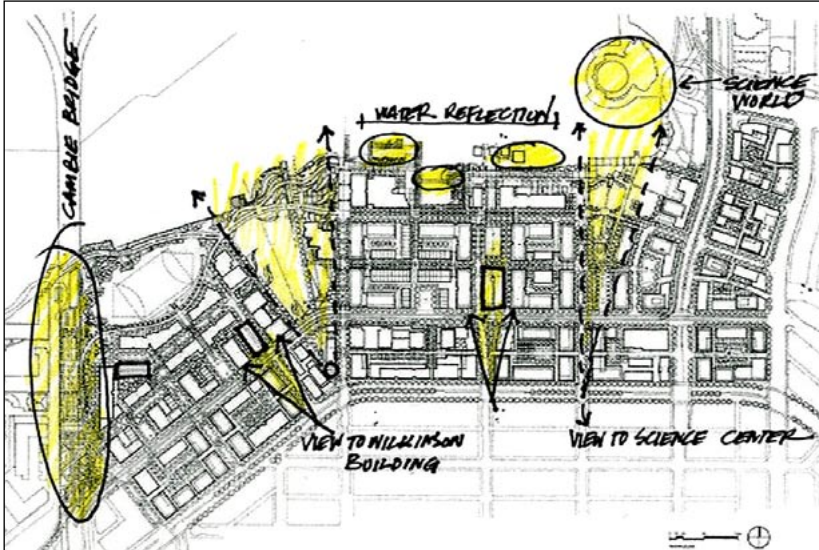 CAMBIE BRIDGE
WATER REFLECTION
SCIENCE
WORLD
VIEW TO WILKINSON
BUILDING
VIEW TO SCIENCE CENTER